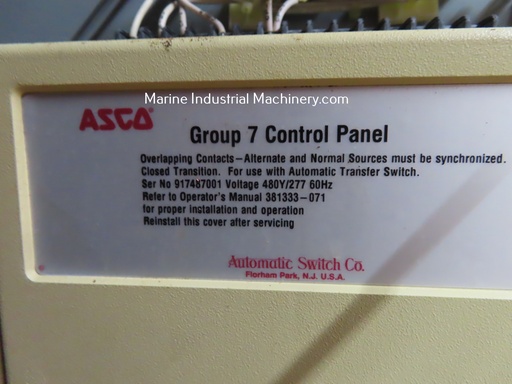 Marine Industrial Machinery.com
ASCO
Group 7 Control Panel
Overlapping Contacts—Alternate and Normal Sources must be synchronized.
Closed Transition. For use with Automatic Transfer Switch.
Ser No 917487001 Voltage 480Y/277 60Hz
Refer to Operator's Manual 381333-071
for proper installation and operation
Reinstall this cover after servicing
Automatic Switch Co.
Florham Park, N.J. U.S.A.